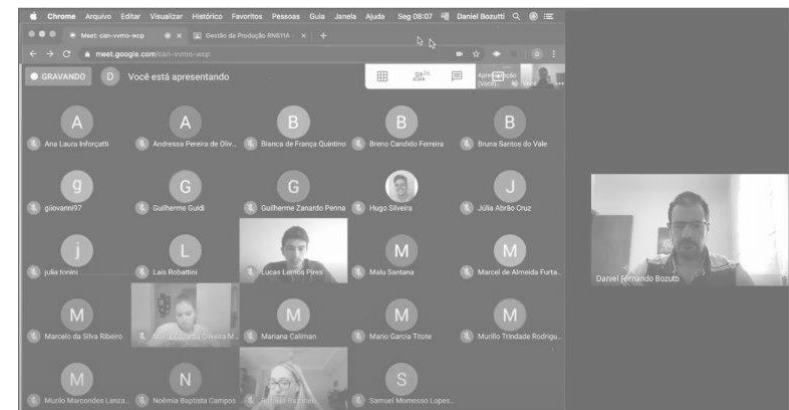 Chrome Arquivo Editar Visualizar Histórico Favoritos Pessoas Guia Janela Ajuda Seg 08:07 Daniel Bozutti
Meet: can-vvmo-wcp Gestão da Produção RN611A
meet.google.com/can-vvmo-wcp
GRAVANDO D Você está apresentando Você
A A B B B
Ana Laura Inforçatti Andressa Pereira de Oliv... Bianca de França Quintino Breno Candido Ferreira Bruna Santos do Vale
g G G J
giiovanni97 Guilherme Guidi Guilherme Zanardo Penna Hugo Silveira Júlia Abrão Cruz
j L M M
julia tonini Lais Robattini Lucas Lemos Pires Malu Santana Marcel de Almeida Furta...
Daniel Fernando Bozutti
M M M M
Marcelo da Silva Ribeiro Mariana Caliman Mario Garcia Titote Murillo Trindade Rodrigu...
M N S
Murilo Marcondes Lanza... Noêmia Baptista Campos Samuel Momesso Lopes...